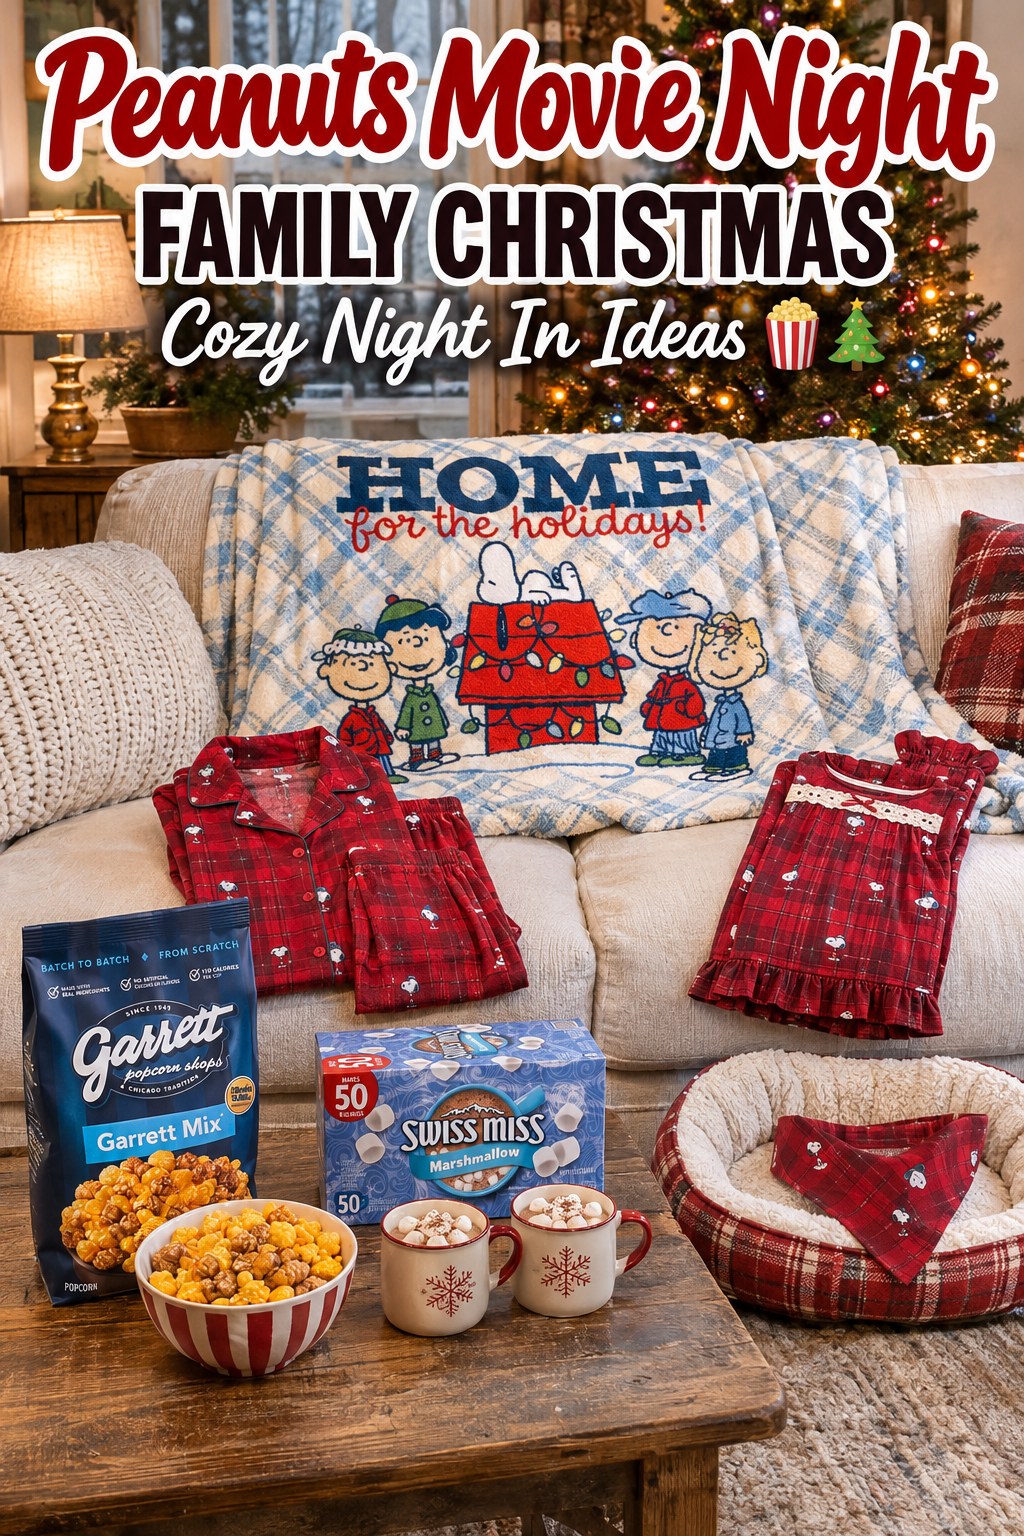 Peanuts Movie Night
FAMILY CHRISTMAS
Cozy Night In Ideas 🍿🎄
HOME
for the holidays!
BATCH TO BATCH ♦ FROM SCRATCH
SINCE 1949
Garrett
popcorn shops
CHICAGO TRADITION
Garrett Mix
POPCORN
MAKES
50
SWISS MISS
Marshmallow
50